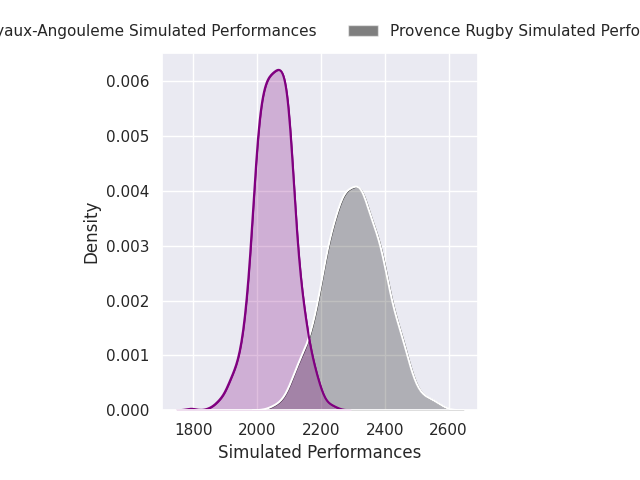 yaux-Angouleme Simulated Performances Provence Rugby Simulated Perfo
0.006
0.005
0.004
0.003
0.002
0.001
0.000
Density
1800 2000 2200 2400 2600
Simulated Performances